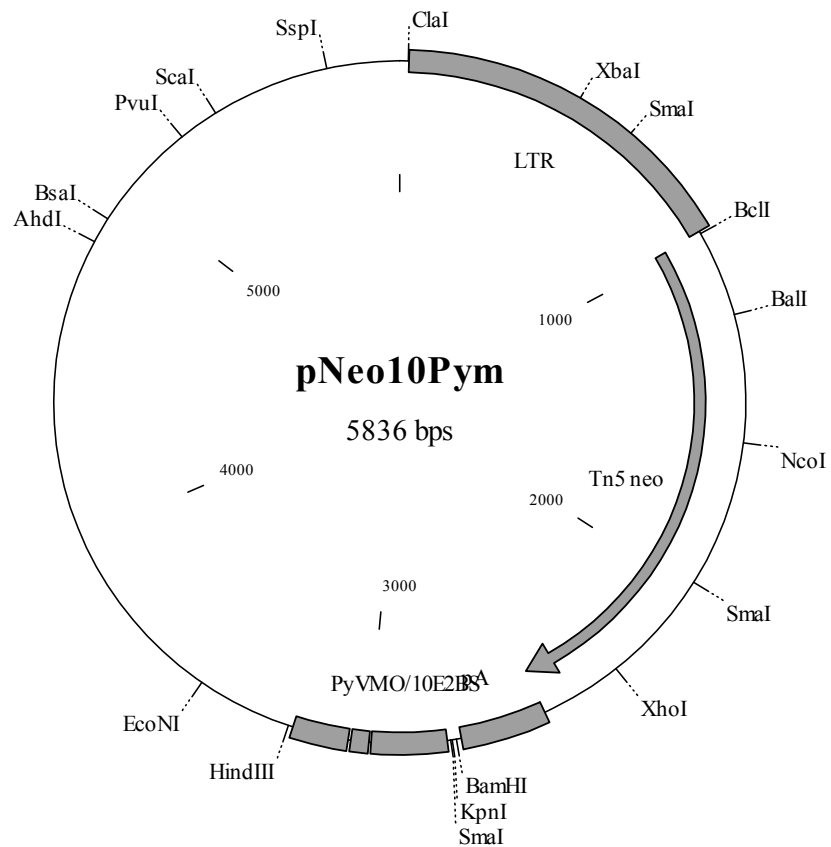 ClaI
SspI
XbaI
ScaI
SmaI
PvuI
LTR
BsaI
BclI
AhdI
5000
BalI
1000
pNeo10Pym
5836 bps
NcoI
4000
Tn5 neo
2000
3000
SmaI
PyVMO/10E2BS
pA
XhoI
EcoNI
HindIII
BamHI
KpnI
SmaI